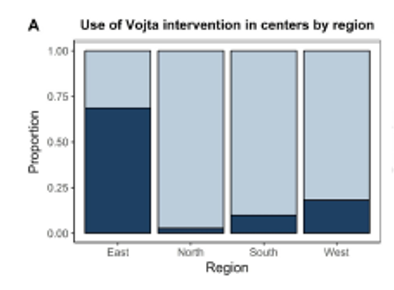 A
Use of Vojta intervention in centers by region
Proportion
1.00
0.75
0.50
0.25
0.00
East North South West
Region